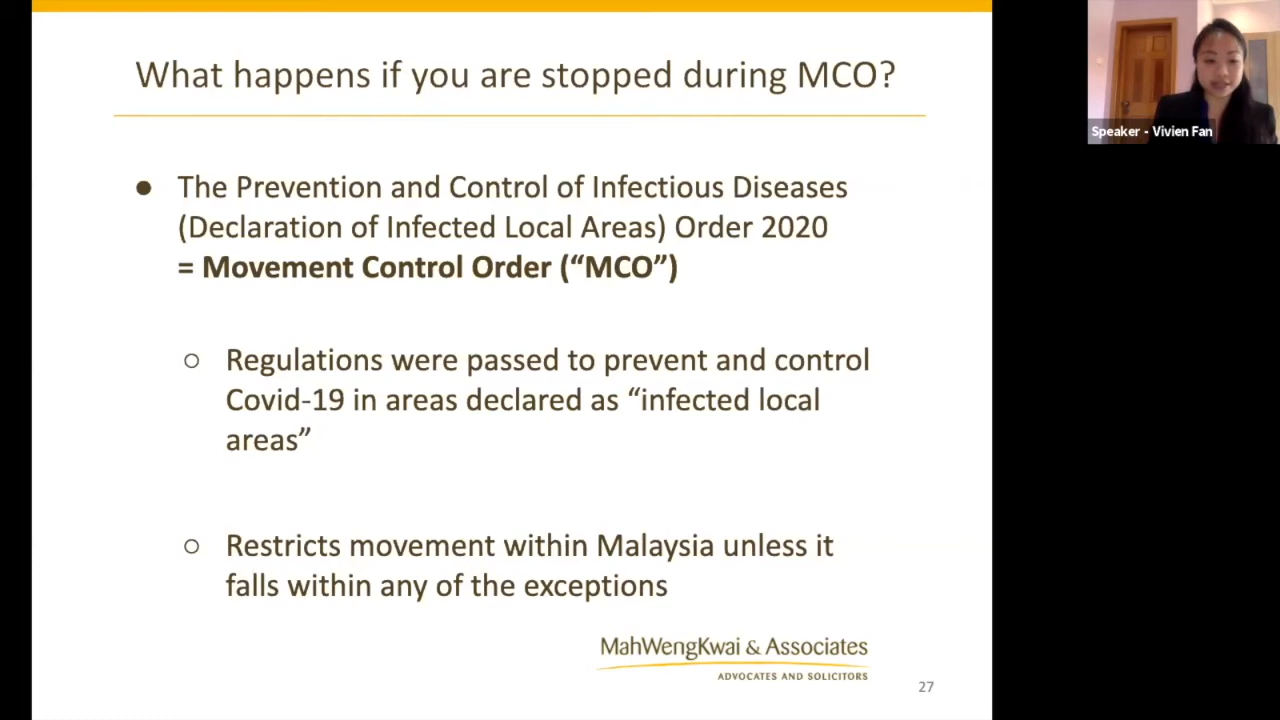 What happens if you are stopped during MCO?
● The Prevention and Control of Infectious Diseases
(Declaration of Infected Local Areas) Order 2020
= Movement Control Order (“MCO”)
○ Regulations were passed to prevent and control
Covid-19 in areas declared as “infected local
areas”
○ Restricts movement within Malaysia unless it
falls within any of the exceptions
MahWengKwai & Associates
ADVOCATES AND SOLICITORS
27
Speaker - Vivien Fan